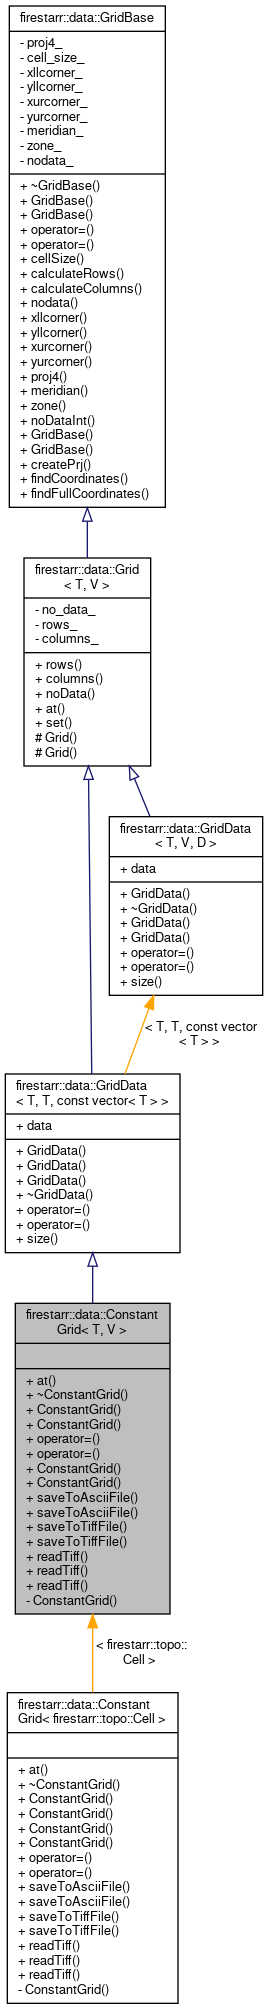 firestarr::data::GridBase
- proj4_
- cell_size_
- xllcorner_
- yllcorner_
- xurcorner_
- yurcorner_
- meridian_
- zone_
- nodata_
+ ~GridBase()
+ GridBase()
+ GridBase()
+ operator=()
+ operator=()
+ cellSize()
+ calculateRows()
+ calculateColumns()
+ nodata()
+ xllcorner()
+ yllcorner()
+ xurcorner()
+ yurcorner()
+ proj4()
+ meridian()
+ zone()
+ noDataInt()
+ GridBase()
+ GridBase()
+ createPrj()
+ findCoordinates()
+ findFullCoordinates()
firestarr::data::Grid
< T, V >
- no_data_
- rows_
- columns_
+ rows()
+ columns()
+ noData()
+ at()
+ set()
# Grid()
# Grid()
firestarr::data::GridData
< T, V, D >
+ data
+ GridData()
+ ~GridData()
+ GridData()
+ GridData()
+ operator=()
+ operator=()
+ size()
< T, T, const vector
< T > >
firestarr::data::GridData
< T, T, const vector< T > >
+ data
+ GridData()
+ GridData()
+ GridData()
+ ~GridData()
+ operator=()
+ operator=()
+ size()
firestarr::data::Constant
Grid< T, V >
+ at()
+ ~ConstantGrid()
+ ConstantGrid()
+ ConstantGrid()
+ operator=()
+ operator=()
+ ConstantGrid()
+ ConstantGrid()
+ saveToAsciiFile()
+ saveToAsciiFile()
+ saveToTiffFile()
+ saveToTiffFile()
+ readTiff()
+ readTiff()
+ readTiff()
- ConstantGrid()
< firestarr::topo::
Cell >
firestarr::data::Constant
Grid< firestarr::topo::Cell >
+ at()
+ ~ConstantGrid()
+ ConstantGrid()
+ ConstantGrid()
+ ConstantGrid()
+ ConstantGrid()
+ operator=()
+ operator=()
+ saveToAsciiFile()
+ saveToAsciiFile()
+ saveToTiffFile()
+ saveToTiffFile()
+ readTiff()
+ readTiff()
+ readTiff()
- ConstantGrid()